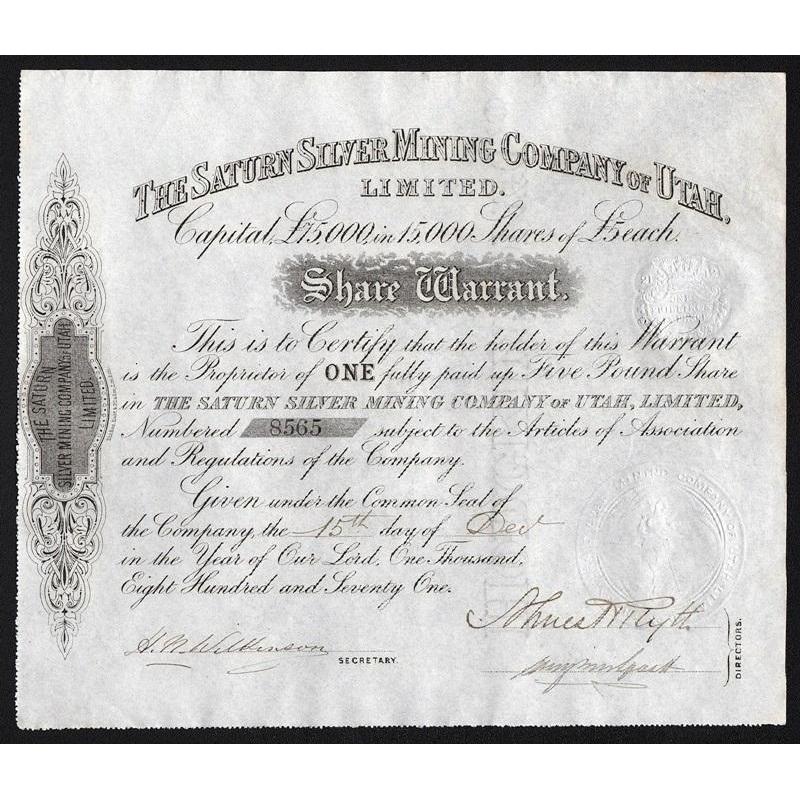 THE SATURN SILVER MINING COMPANY OF UTAH,
LIMITED.
Capital, £75,000, in 15,000 Shares of £5 each.
Share Warrant.
This is to Certify that the holder of this Warrant
is the Proprietor of ONE fully paid up Five Pound Share
in THE SATURN SILVER MINING COMPANY OF UTAH, LIMITED,
Numbered 8565 subject to the Articles of Association
and Regulations of the Company.
Given under the Common Seal of
the Company, the 15th day of Decr
in the Year of Our Lord, One Thousand,
Eight Hundred and Seventy One.
H. W. Wilkinson
SECRETARY.
DIRECTORS.
THE SATURN
SILVER MINING COMPANY OF UTAH
LIMITED.